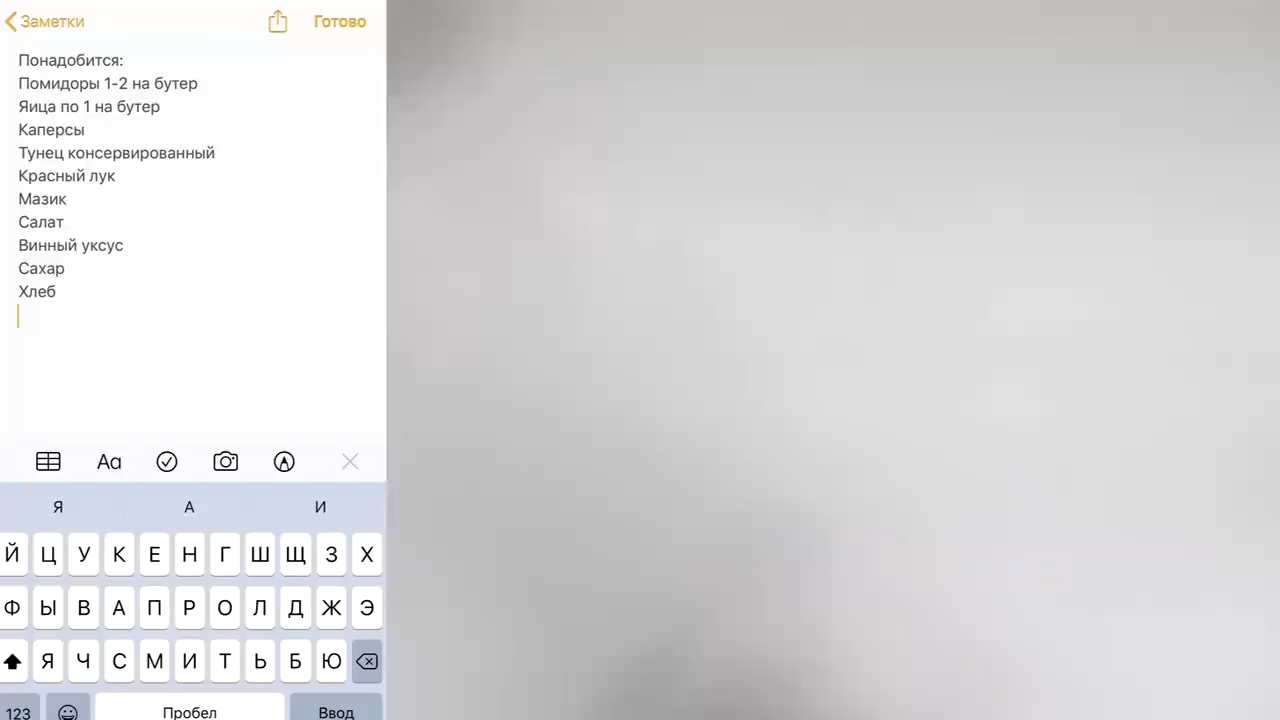 Заметки Готово
Понадобится:
Помидоры 1-2 на бутер
Яица по 1 на бутер
Каперсы
Тунец консервированный
Красный лук
Мазик
Салат
Винный уксус
Сахар
Хлеб
Aa
Я А И
Й Ц У К Е Н Г Ш Щ З Х
Ф Ы В А П Р О Л Д Ж Э
Я Ч С М И Т Ь Б Ю
123 Пробел Ввод